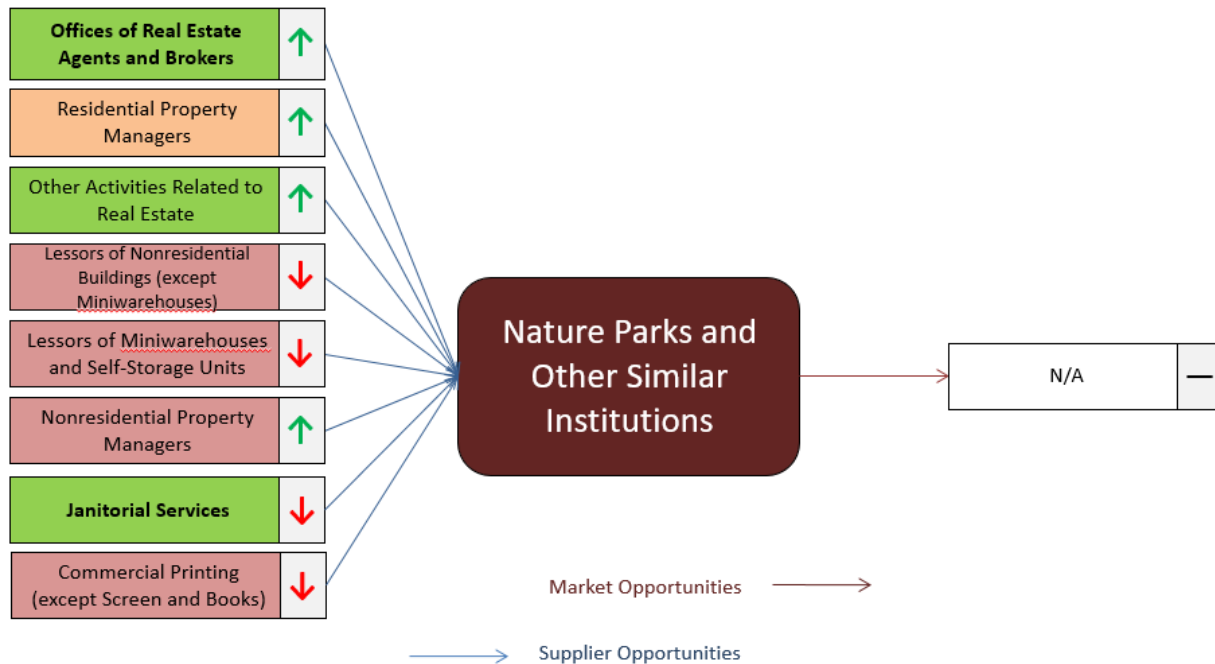 Offices of Real Estate
Agents and Brokers
Residential Property
Managers
Other Activities Related to
Real Estate
Lessors of Nonresidential
Buildings (except
Miniwarehouses)
Lessors of Miniwarehouses
and Self-Storage Units
Nonresidential Property
Managers
Janitorial Services
Commercial Printing
(except Screen and Books)
Nature Parks and
Other Similar
Institutions
N/A
Market Opportunities
Supplier Opportunities